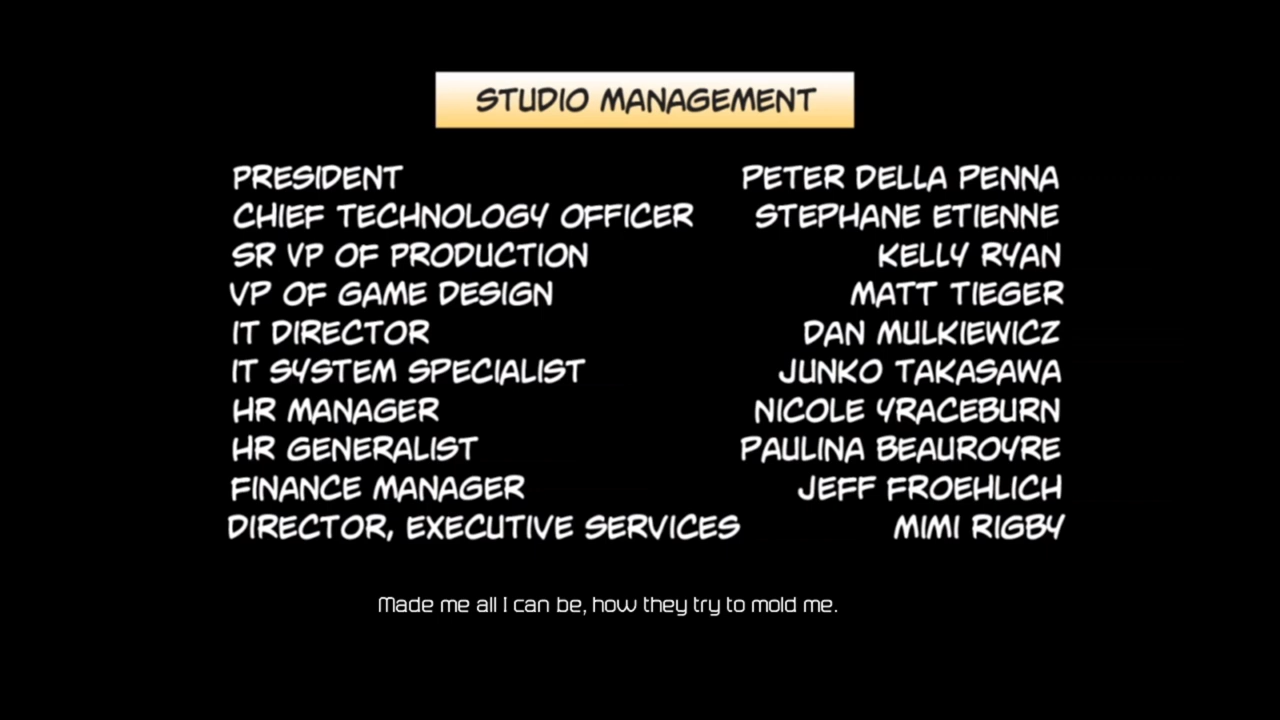 STUDIO MANAGEMENT
PRESIDENT PETER DELLA PENNA
CHIEF TECHNOLOGY OFFICER STEPHANE ETIENNE
SR VP OF PRODUCTION KELLY RYAN
VP OF GAME DESIGN MATT TIEGER
IT DIRECTOR DAN MULKIEWICZ
IT SYSTEM SPECIALIST JUNKO TAKASAWA
HR MANAGER NICOLE YRACEBURN
HR GENERALIST PAULINA BEAUROYRE
FINANCE MANAGER JEFF FROEHLICH
DIRECTOR, EXECUTIVE SERVICES MIMI RIGBY
Made me all I can be, how they try to mold me.